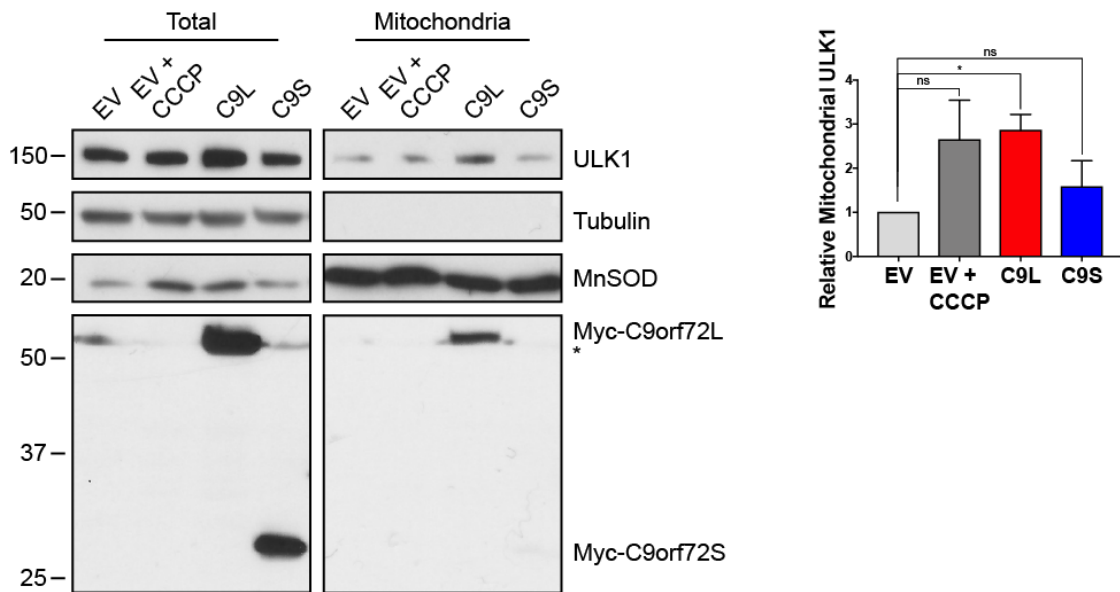 Total
Mitochondria
EV
EV +
CCCP
C9L
C9S
EV
EV +
CCCP
C9L
C9S
150
ULK1
50
Tubulin
20
MnSOD
Myc-C9orf72L
*
50
37
Myc-C9orf72S
25
Relative Mitochondrial ULK1
4
3
2
1
0
ns
*
ns
EV
EV +
CCCP
C9L
C9S